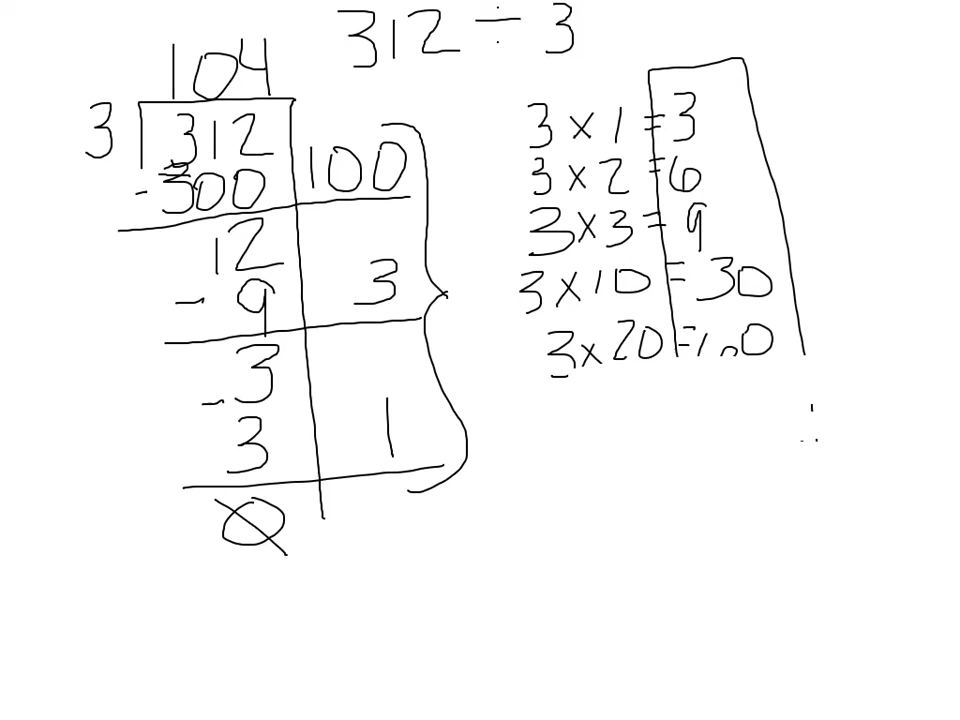 312 ÷ 3
104
3 312
-300 100
12
- 9 3
- 3
3 1
0
3 × 1 = 3
3 × 2 = 6
3 × 3 = 9
3 × 10 = 30
3 × 20 =